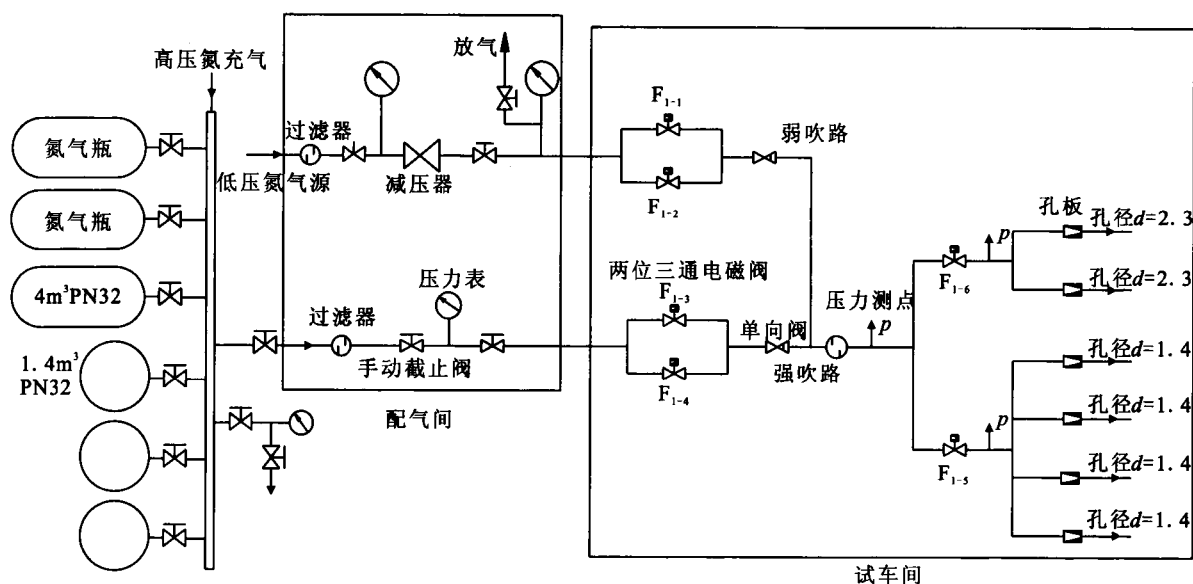 高压氮充气
放气
过滤器
低压氮气源
减压器
氮气瓶
氮气瓶
4m³PN32
1.4m³
PN32
过滤器
压力表
手动截止阀
配气间
F₁₋₁
F₁₋₂
弱吹路
两位三通电磁阀
F₁₋₃
F₁₋₄
单向阀
强吹路
压力测点
p
F₁₋₆
p
孔板
孔径d=2.3
孔径d=2.3
F₁₋₅
p
孔径d=1.4
孔径d=1.4
孔径d=1.4
孔径d=1.4
试车间